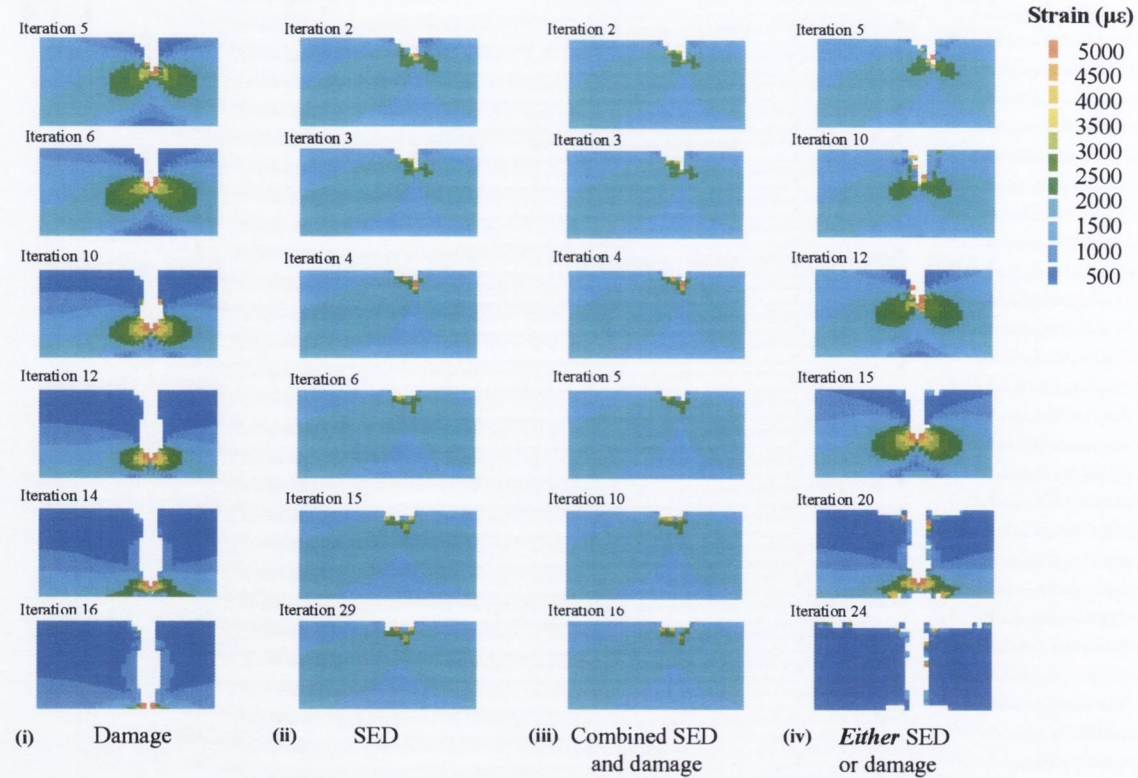 Strain (με)
5000
4500
4000
3500
3000
2500
2000
1500
1000
500
Iteration 5
Iteration 2
Iteration 2
Iteration 5
Iteration 6
Iteration 3
Iteration 3
Iteration 10
Iteration 10
Iteration 4
Iteration 4
Iteration 12
Iteration 12
Iteration 6
Iteration 5
Iteration 15
Iteration 14
Iteration 15
Iteration 10
Iteration 20
Iteration 16
Iteration 29
Iteration 16
Iteration 24
(i) Damage
(ii) SED
(iii) Combined SED
and damage
(iv) Either SED
or damage